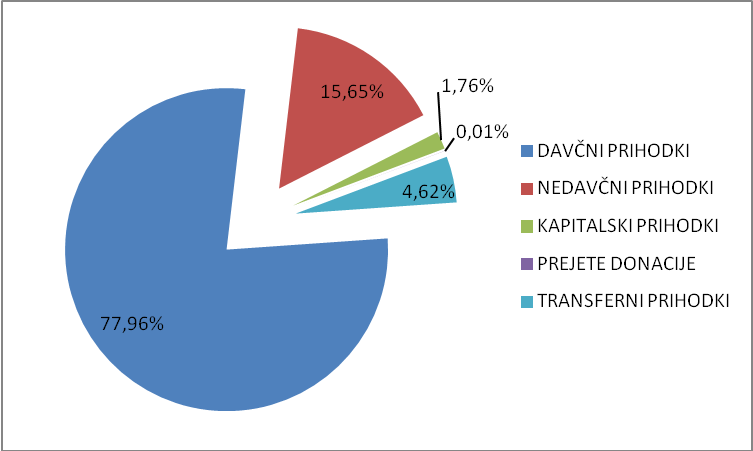 15,65%
1,76%
0,01%
4,62%
77,96%
DAVČNI PRIHODKI
NEDAVČNI PRIHODKI
KAPITALSKI PRIHODKI
PREJETE DONACIJE
TRANSFERNI PRIHODKI